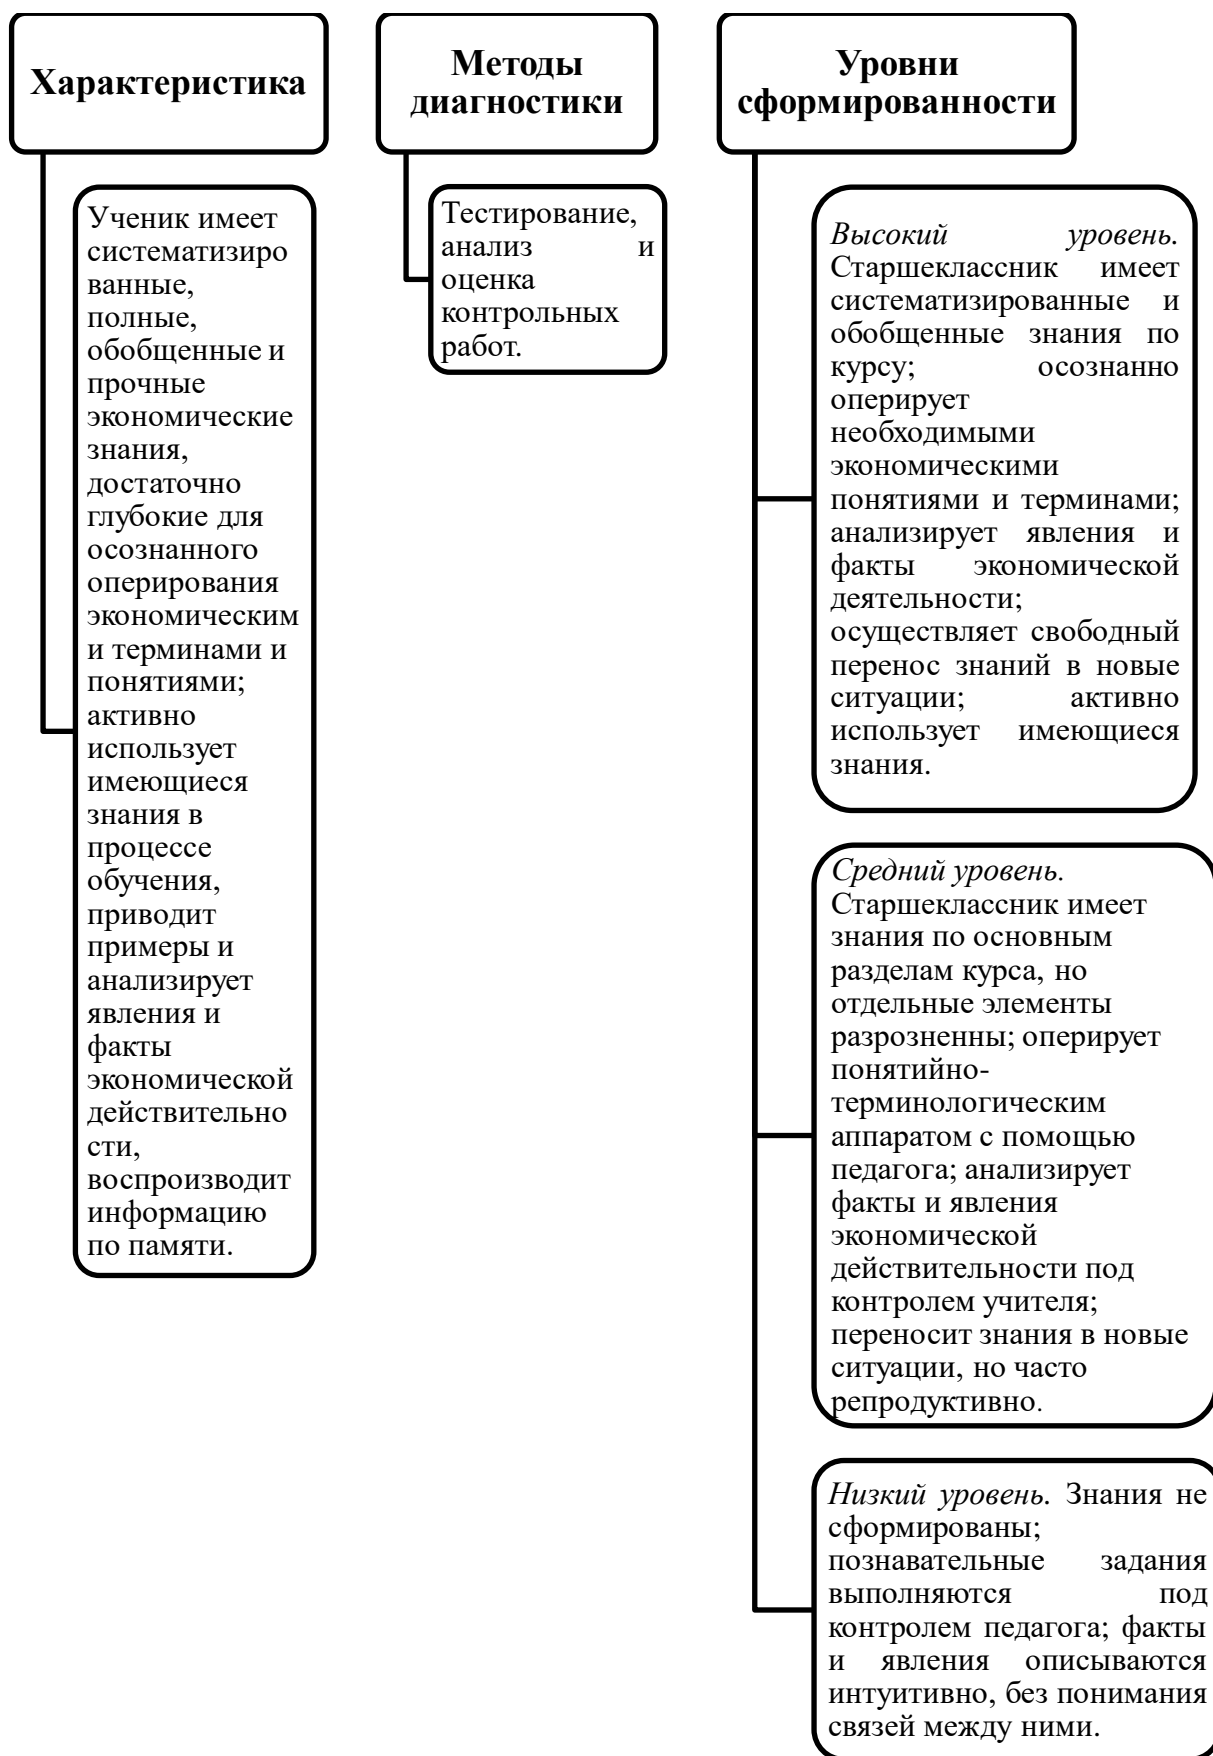 Характеристика
Ученик имеет
систематизиро
ванные,
полные,
обобщенные и
прочные
экономические
знания,
достаточно
глубокие для
осознанного
оперирования
экономическим
и терминами и
понятиями;
активно
использует
имеющиеся
знания в
процессе
обучения,
приводит
примеры и
анализирует
явления и
факты
экономической
действительно
сти,
воспроизводит
информацию
по памяти.
Методы
диагностики
Тестирование,
анализ и
оценка
контрольных
работ.
Уровни
сформированности
Высокий уровень.
Старшеклассник имеет
систематизированные и
обобщенные знания по
курсу; осознанно
оперирует
необходимыми
экономическими
понятиями и терминами;
анализирует явления и
факты экономической
деятельности;
осуществляет свободный
перенос знаний в новые
ситуации; активно
использует имеющиеся
знания.
Средний уровень.
Старшеклассник имеет
знания по основным
разделам курса, но
отдельные элементы
разрозненны; оперирует
понятийно-
терминологическим
аппаратом с помощью
педагога; анализирует
факты и явления
экономической
действительности под
контролем учителя;
переносит знания в новые
ситуации, но часто
репродуктивно.
Низкий уровень. Знания не
сформированы;
познавательные задания
выполняются под
контролем педагога; факты
и явления описываются
интуитивно, без понимания
связей между ними.